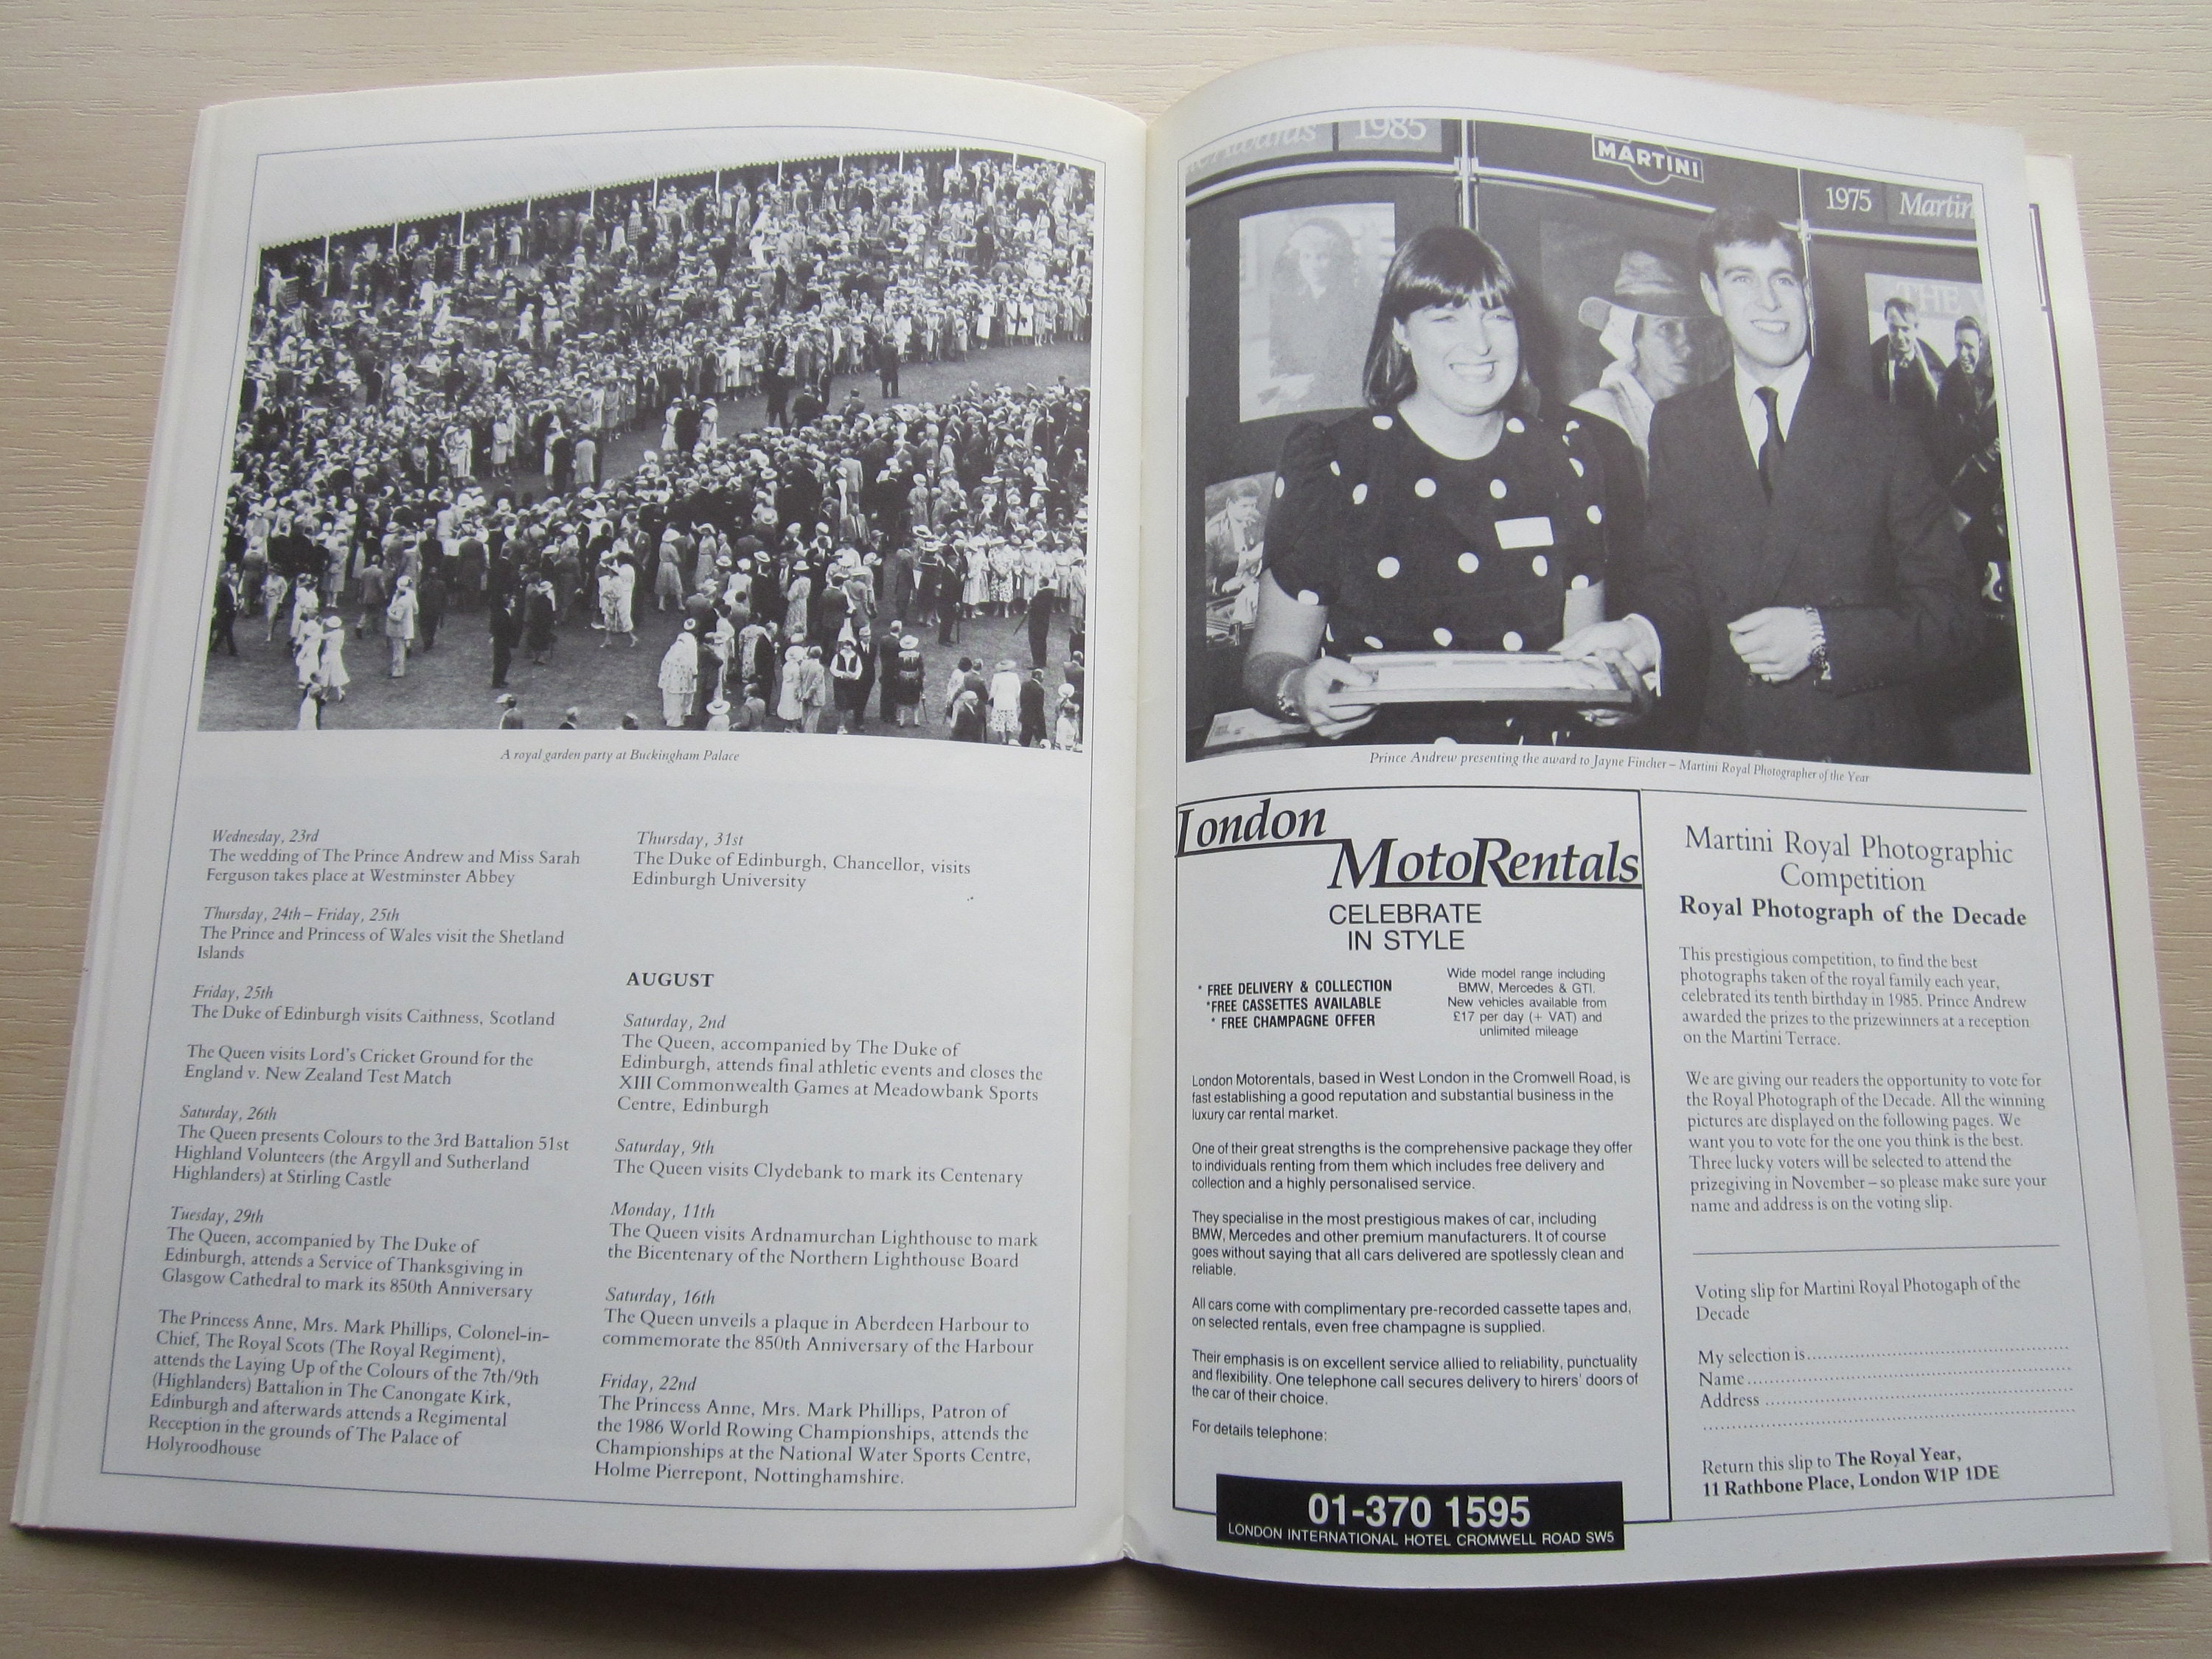 A royal garden party at Buckingham Palace
Wednesday, 23rd
The wedding of The Prince Andrew and Miss Sarah
Ferguson takes place at Westminster Abbey
Thursday, 24th – Friday, 25th
The Prince and Princess of Wales visit the Shetland
Islands
Friday, 25th
The Duke of Edinburgh visits Caithness, Scotland
The Queen visits Lord's Cricket Ground for the
England v. New Zealand Test Match
Saturday, 26th
The Queen presents Colours to the 3rd Battalion 51st
Highland Volunteers (the Argyll and Sutherland
Highlanders) at Stirling Castle
Tuesday, 29th
The Queen, accompanied by The Duke of
Edinburgh, attends a Service of Thanksgiving in
Glasgow Cathedral to mark its 850th Anniversary
The Princess Anne, Mrs. Mark Phillips, Colonel-in-
Chief, The Royal Scots (The Royal Regiment),
attends the Laying Up of the Colours of the 7th/9th
(Highlanders) Battalion in The Canongate Kirk,
Edinburgh and afterwards attends a Regimental
Reception in the grounds of The Palace of
Holyroodhouse
Thursday, 31st
The Duke of Edinburgh, Chancellor, visits
Edinburgh University
AUGUST
Saturday, 2nd
The Queen, accompanied by The Duke of
Edinburgh, attends final athletic events and closes the
XIII Commonwealth Games at Meadowbank Sports
Centre, Edinburgh
Saturday, 9th
The Queen visits Clydebank to mark its Centenary
Monday, 11th
The Queen visits Ardnamurchan Lighthouse to mark
the Bicentenary of the Northern Lighthouse Board
Saturday, 16th
The Queen unveils a plaque in Aberdeen Harbour to
commemorate the 850th Anniversary of the Harbour
Friday, 22nd
The Princess Anne, Mrs. Mark Phillips, Patron of
the 1986 World Rowing Championships, attends the
Championships at the National Water Sports Centre,
Holme Pierrepont, Nottinghamshire.
1985
MARTINI
1975 Martin
THE
Prince Andrew presenting the award to Jayne Fincher – Martini Royal Photographer of the Year
London
MotoRentals
CELEBRATE
IN STYLE
* FREE DELIVERY & COLLECTION
*FREE CASSETTES AVAILABLE
* FREE CHAMPAGNE OFFER
Wide model range including
BMW, Mercedes & GTI.
New vehicles available from
£17 per day (+ VAT) and
unlimited mileage
London Motorentals, based in West London in the Cromwell Road, is
fast establishing a good reputation and substantial business in the
luxury car rental market.
One of their great strengths is the comprehensive package they offer
to individuals renting from them which includes free delivery and
collection and a highly personalised service.
They specialise in the most prestigious makes of car, including
BMW, Mercedes and other premium manufacturers. It of course
goes without saying that all cars delivered are spotlessly clean and
reliable.
All cars come with complimentary pre-recorded cassette tapes and,
on selected rentals, even free champagne is supplied.
Their emphasis is on excellent service allied to reliability, punctuality
and flexibility. One telephone call secures delivery to hirers' doors of
the car of their choice.
For details telephone:
01-370 1595
LONDON INTERNATIONAL HOTEL CROMWELL ROAD SW5
Martini Royal Photographic
Competition
Royal Photograph of the Decade
This prestigious competition, to find the best
photographs taken of the royal family each year,
celebrated its tenth birthday in 1985. Prince Andrew
awarded the prizes to the prizewinners at a reception
on the Martini Terrace.
We are giving our readers the opportunity to vote for
the Royal Photograph of the Decade. All the winning
pictures are displayed on the following pages. We
want you to vote for the one you think is the best.
Three lucky voters will be selected to attend the
prizegiving in November – so please make sure your
name and address is on the voting slip.
Voting slip for Martini Royal Photogaph of the
Decade
My selection is
Name
Address
Return this slip to The Royal Year,
11 Rathbone Place, London W1P 1DE